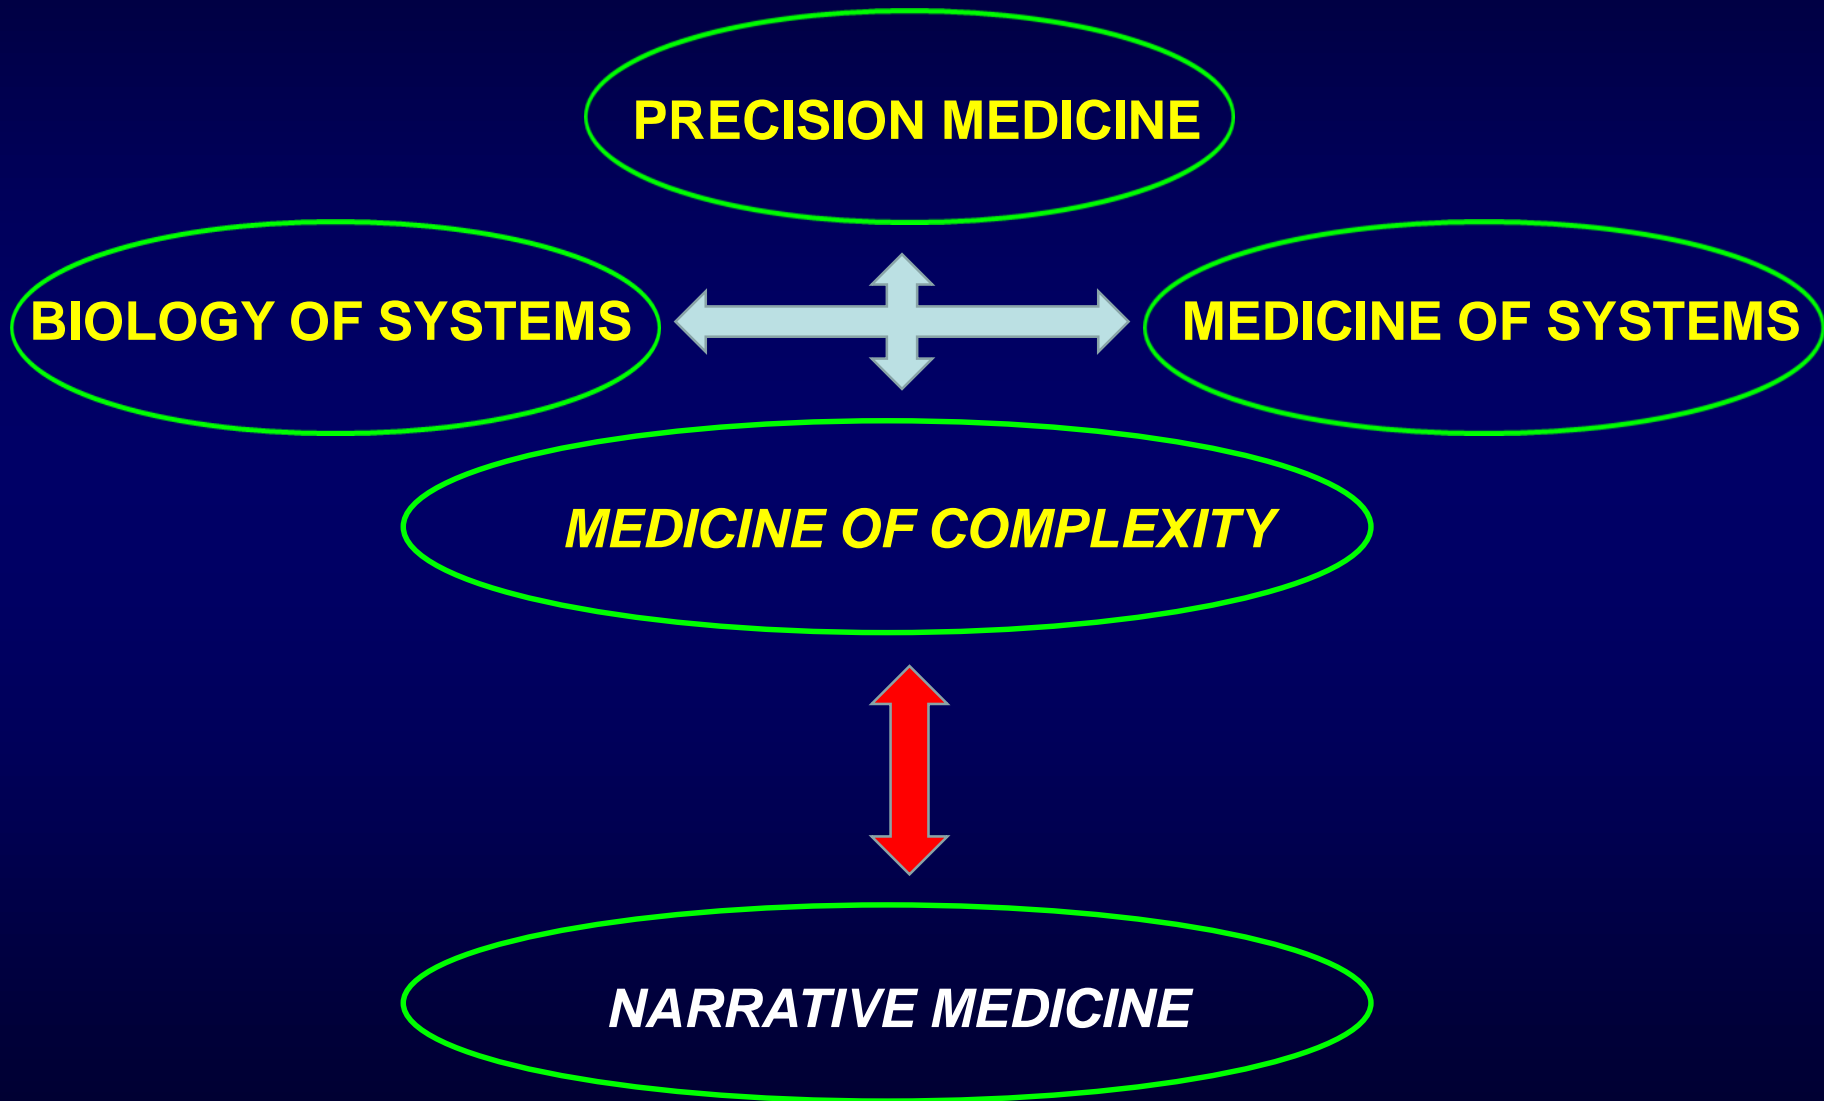 PRECISION MEDICINE
BIOLOGY OF SYSTEMS
MEDICINE OF SYSTEMS
MEDICINE OF COMPLEXITY
NARRATIVE MEDICINE